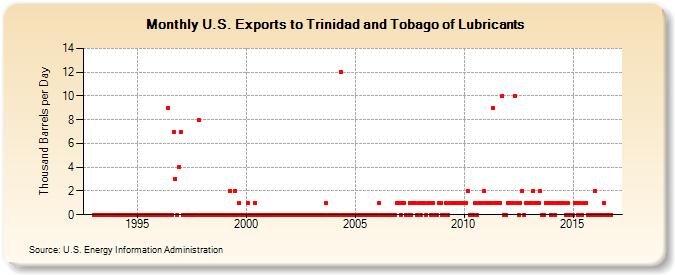 Monthly U.S. Exports to Trinidad and Tobago of Lubricants
Thousand Barrels per Day
14
12
10
8
6
4
2
0
1995 2000 2005 2010 2015
Source: U.S. Energy Information Administration